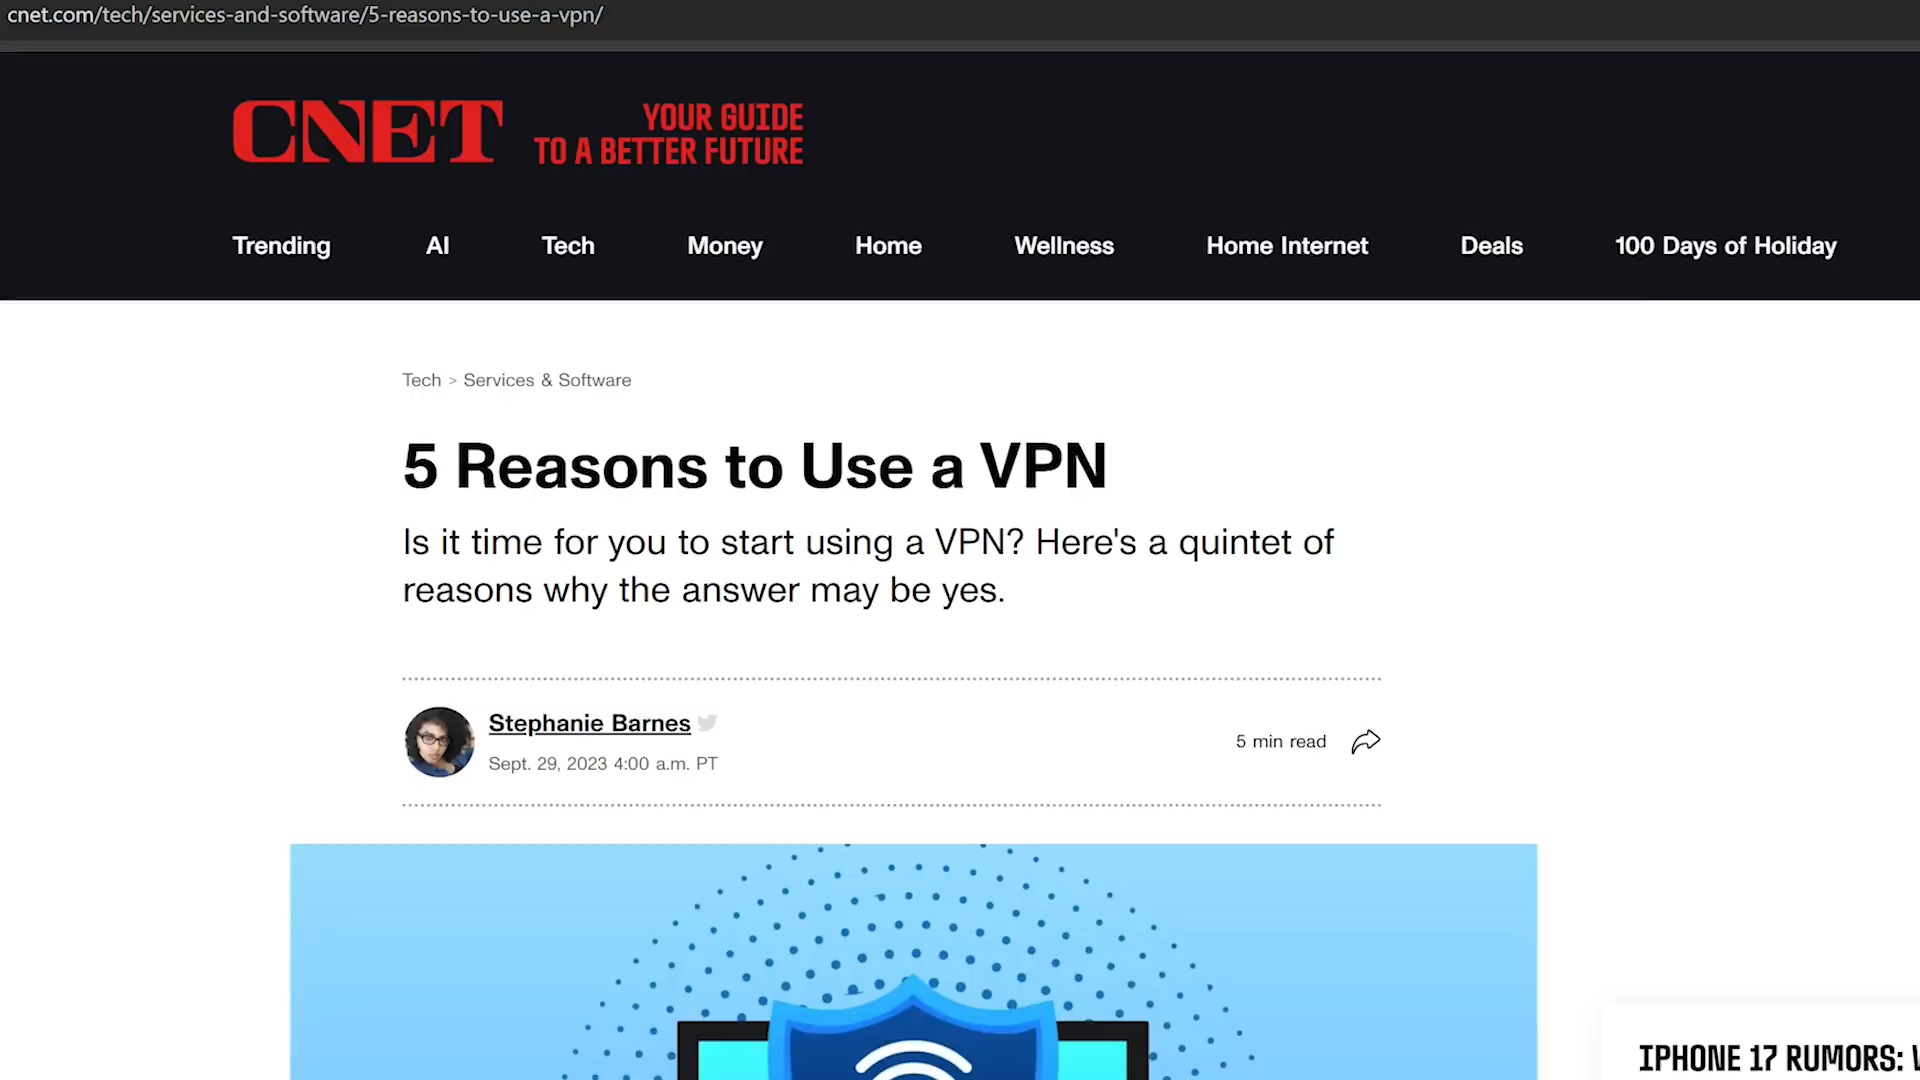 cnet.com/tech/services-and-software/5-reasons-to-use-a-vpn/
CNET
YOUR GUIDE
TO A BETTER FUTURE
Trending AI Tech Money Home Wellness Home Internet Deals 100 Days of Holiday
Tech > Services & Software
5 Reasons to Use a VPN
Is it time for you to start using a VPN? Here's a quintet of
reasons why the answer may be yes.
Stephanie Barnes
Sept. 29, 2023 4:00 a.m. PT
5 min read
IPHONE 17 RUMORS: